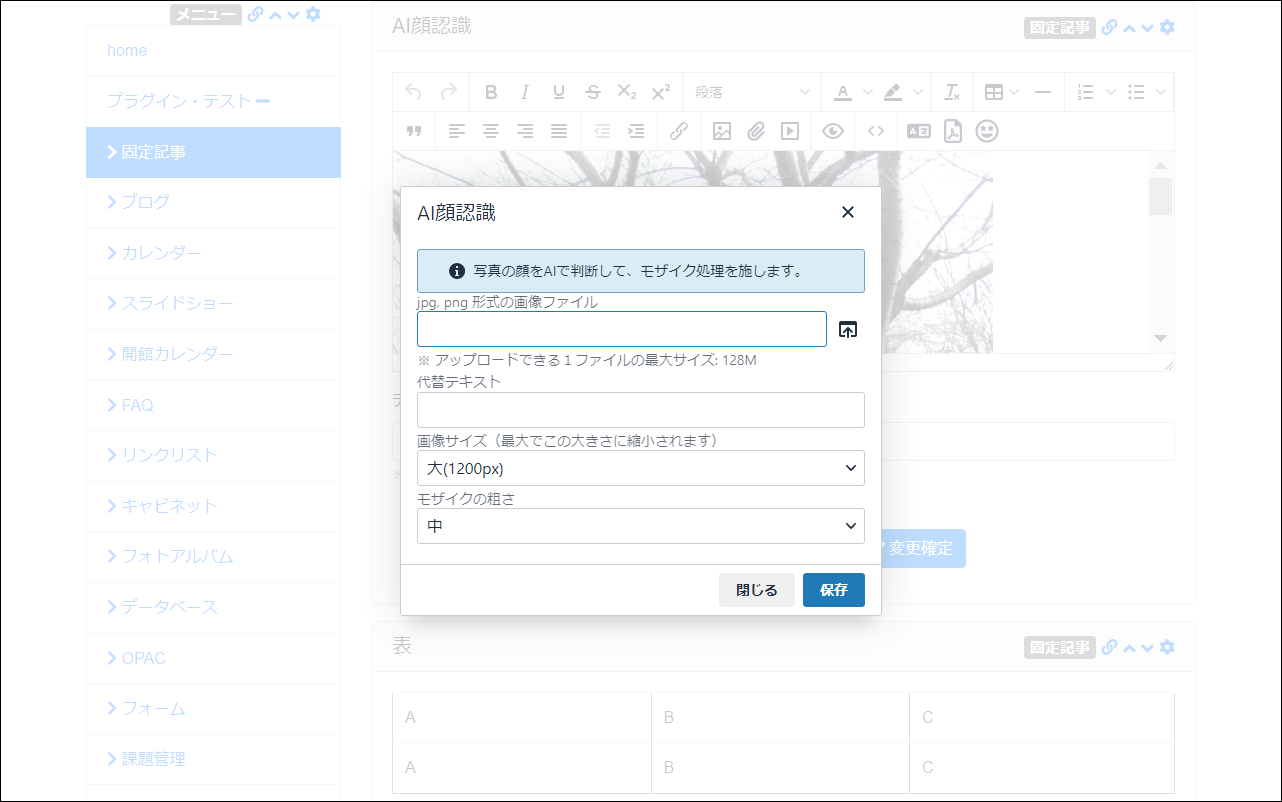 メニュー
home
プラグイン・テスト
固定記事
ブログ
カレンダー
スライドショー
開館カレンダー
FAQ
リンクリスト
キャビネット
フォトアルバム
データベース
OPAC
フォーム
課題管理
AI顔認識
固定記事
段落
AI顔認識
写真の顔をAIで判断して、モザイク処理を施します。
jpg, png 形式の画像ファイル
※ アップロードできる１ファイルの最大サイズ: 128M
代替テキスト
画像サイズ（最大でこの大きさに縮小されます）
大(1200px)
モザイクの粗さ
中
閉じる 保存
変更確定
表
固定記事
A B C
A B C